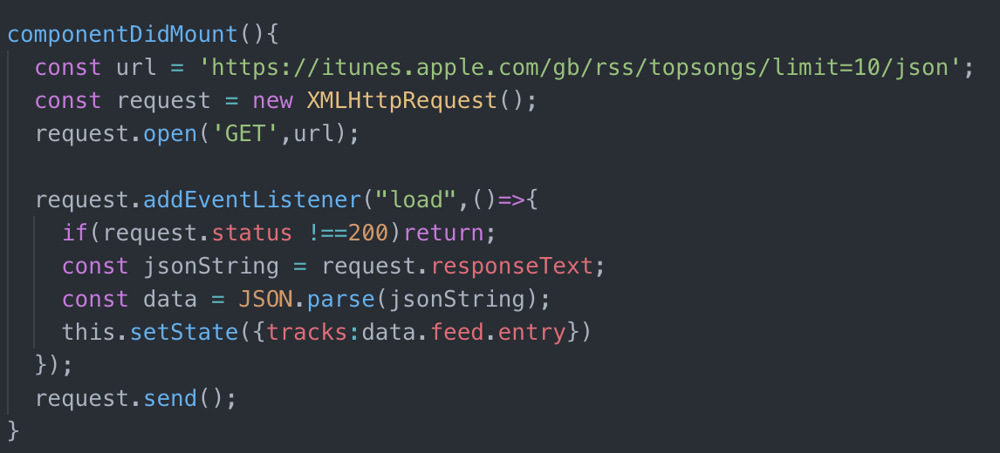 componentDidMount(){
  const url = 'https://itunes.apple.com/gb/rss/topsongs/limit=10/json';
  const request = new XMLHttpRequest();
  request.open('GET',url);

  request.addEventListener("load",()=>{
    if(request.status !==200)return;
    const jsonString = request.responseText;
    const data = JSON.parse(jsonString);
    this.setState({tracks:data.feed.entry})
  });
  request.send();
}